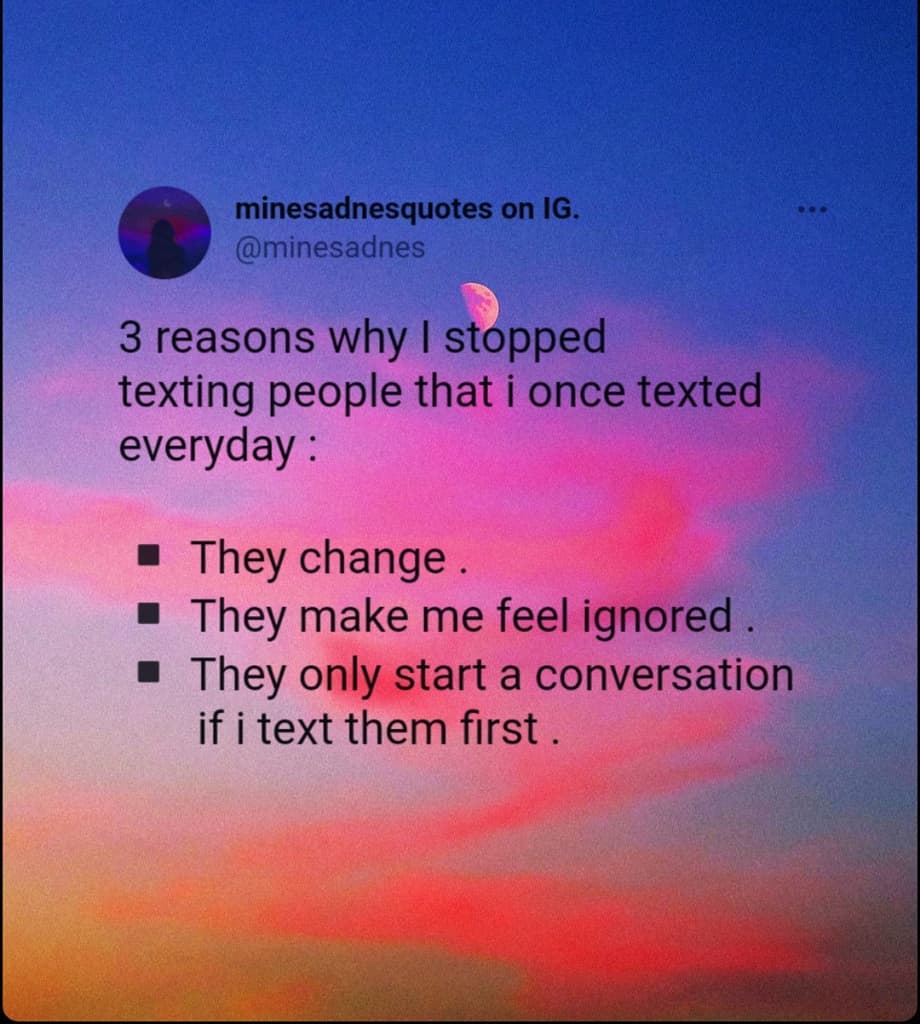 minesadnesquotes on IG.
@minesadnes
3 reasons why I stopped
texting people that i once texted
everyday :
▪ They change .
▪ They make me feel ignored .
▪ They only start a conversation
if i text them first .